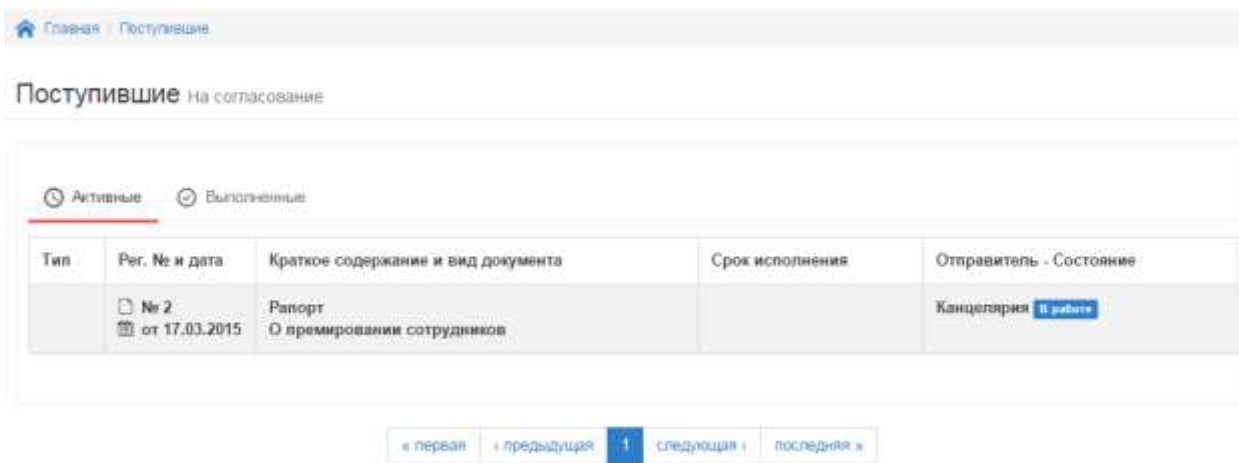 Главная / Поступившие
Поступившие На согласование
Активные Выполненные
Тип Рег. № и дата Краткое содержание и вид документа Срок исполнения Отправитель - Состояние
№ 2 Рапорт Канцелярия В работе
от 17.03.2015 О премировании сотрудников
« первая ‹ предыдущая 1 следующая › последняя »